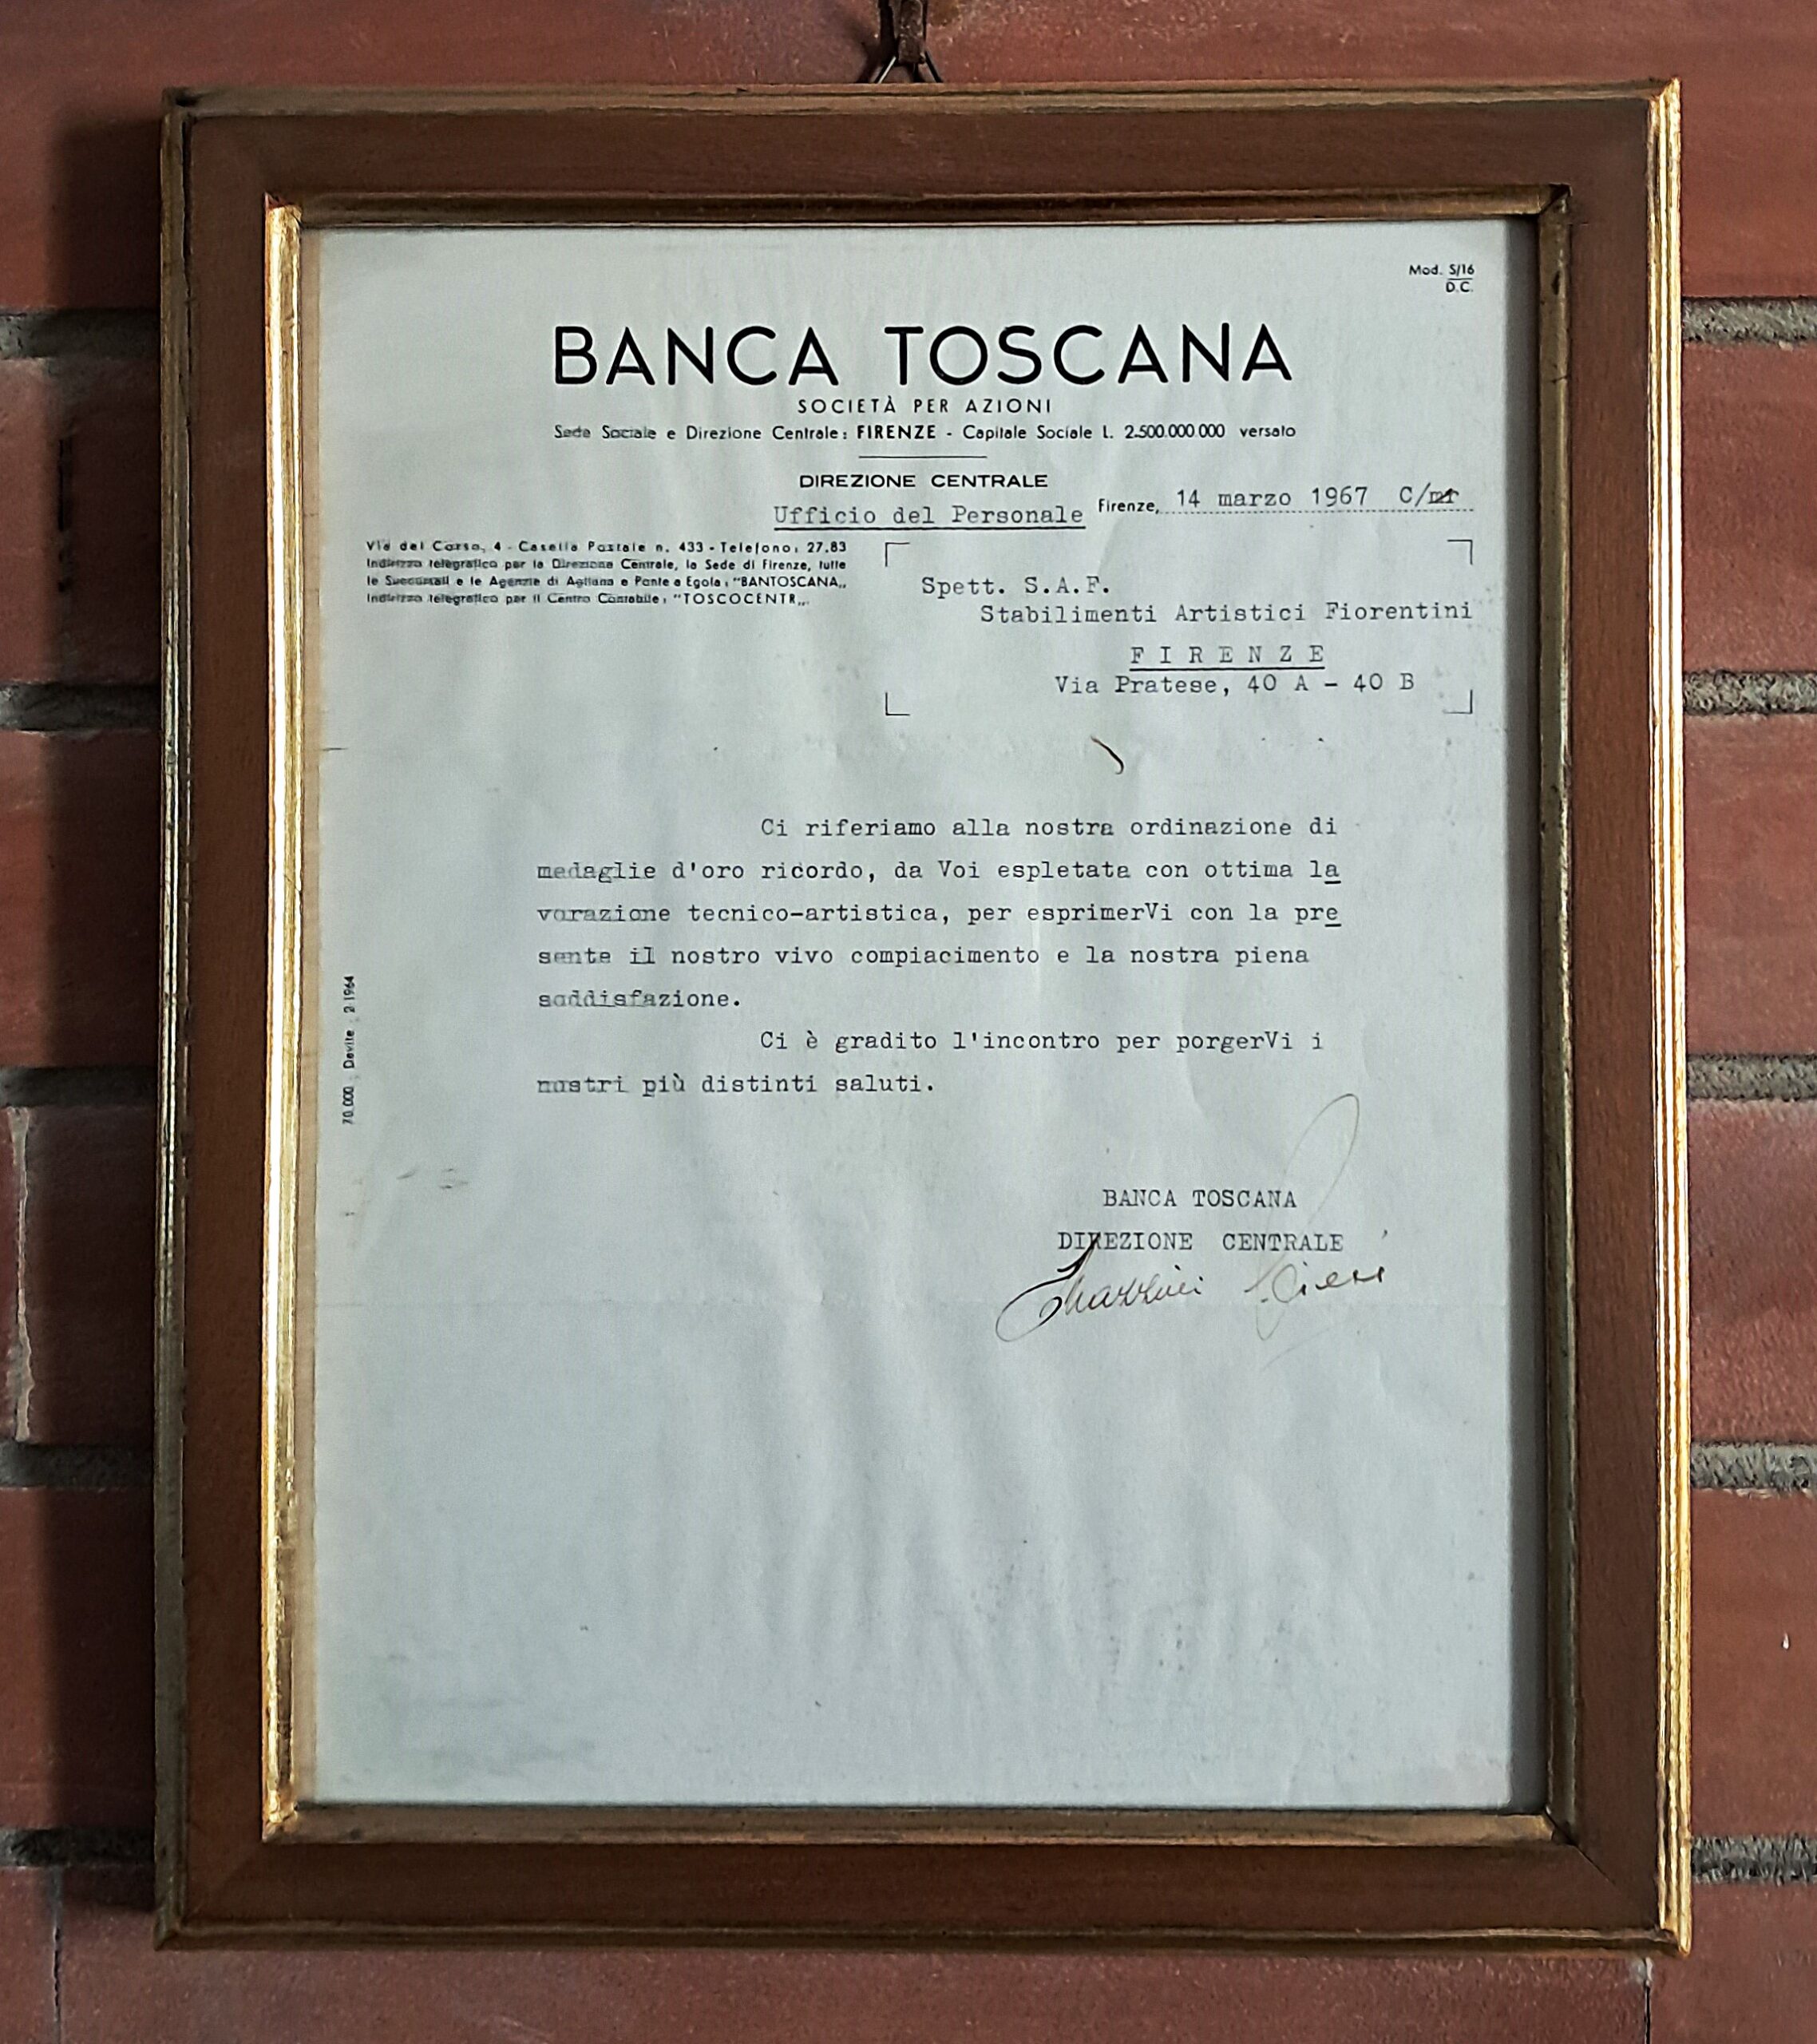 Mod. S/16
D.C.
BANCA TOSCANA
SOCIETÀ PER AZIONI
Sede Sociale e Direzione Centrale: FIRENZE - Capitale Sociale L. 2.500.000.000 versato
DIREZIONE CENTRALE
Ufficio del Personale
Firenze, 14 marzo 1967 C/
Via del Corso, 4 - Casella Postale n. 433 - Telefono: 27.83
Indirizzo telegrafico per la Direzione Centrale, la Sede di Firenze, tutte
le Succursali e le Agenzie di Agliana e Ponte a Egola: "BANTOSCANA„
Indirizzo telegrafico per il Centro Contabile: "TOSCOCENTR„.
Spett. S.A.F.
Stabilimenti Artistici Fiorentini
F I R E N Z E
Via Pratese, 40 A - 40 B
Ci riferiamo alla nostra ordinazione di
medaglie d'oro ricordo, da Voi espletata con ottima la
vorazione tecnico-artistica, per esprimerVi con la pre
sente il nostro vivo compiacimento e la nostra piena
soddisfazione.
Ci è gradito l'incontro per porgerVi i
nostri più distinti saluti.
70.000 Devite 2 1964
BANCA TOSCANA
DIREZIONE CENTRALE